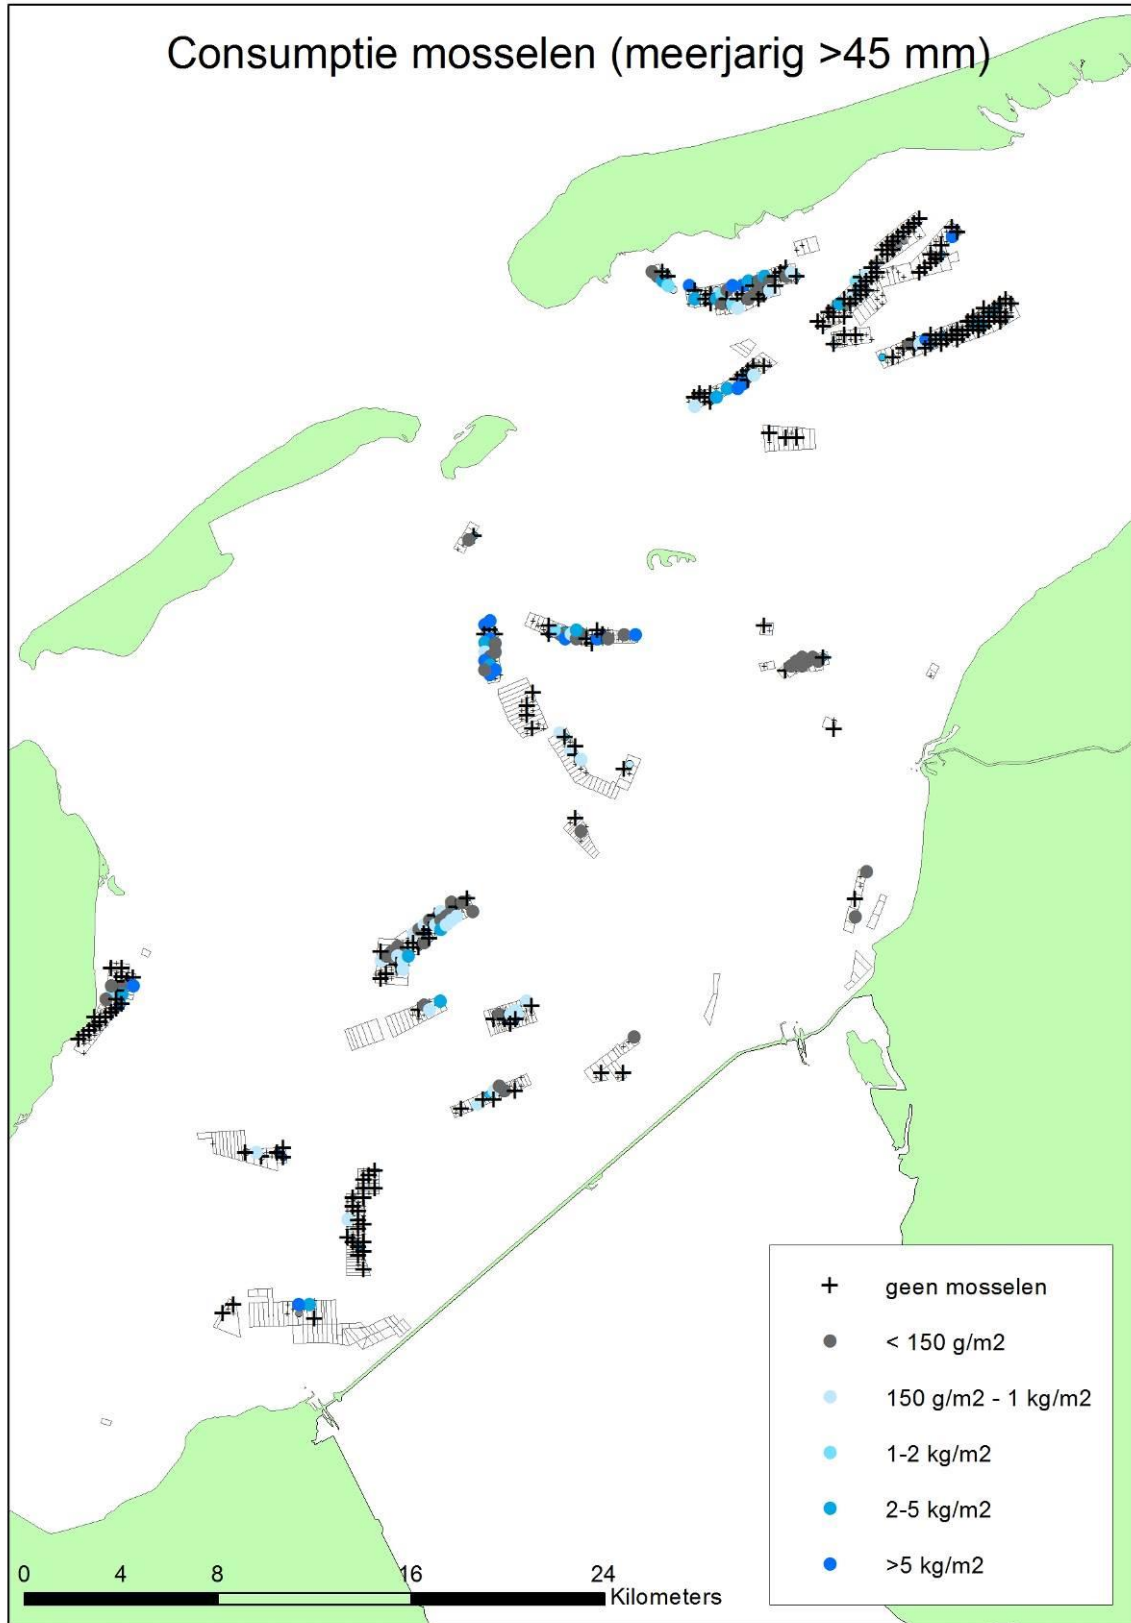 Consumptie mosselen (meerjarig >45 mm)
geen mosselen
< 150 g/m2
150 g/m2 - 1 kg/m2
1-2 kg/m2
2-5 kg/m2
>5 kg/m2
0 4 8 16 24
Kilometers